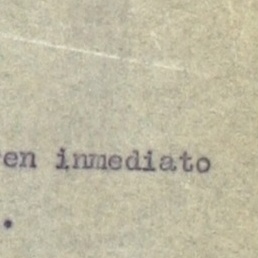 en inmediato
.